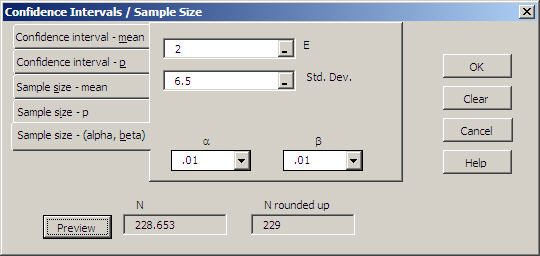 Confidence Intervals / Sample Size
Confidence interval - mean
Confidence interval - p
Sample size - mean
Sample size - p
Sample size - (alpha, beta)
2 E
6.5 Std. Dev.
α β
.01 .01
OK
Clear
Cancel
Help
N N rounded up
Preview 228.653 229